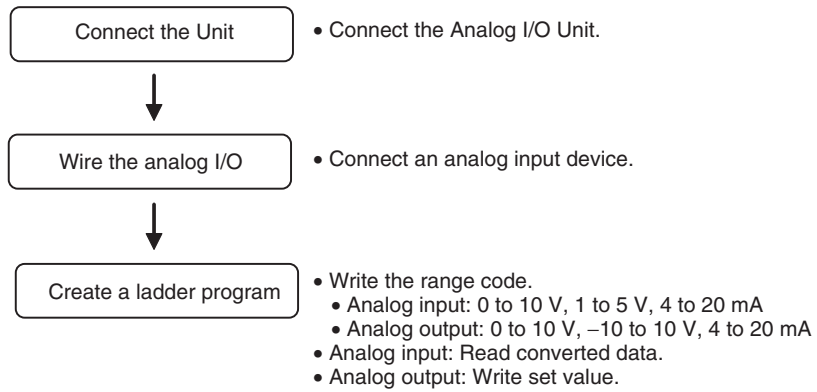 Connect the Unit
• Connect the Analog I/O Unit.
Wire the analog I/O
• Connect an analog input device.
Create a ladder program
• Write the range code.
• Analog input: 0 to 10 V, 1 to 5 V, 4 to 20 mA
• Analog output: 0 to 10 V, −10 to 10 V, 4 to 20 mA
• Analog input: Read converted data.
• Analog output: Write set value.